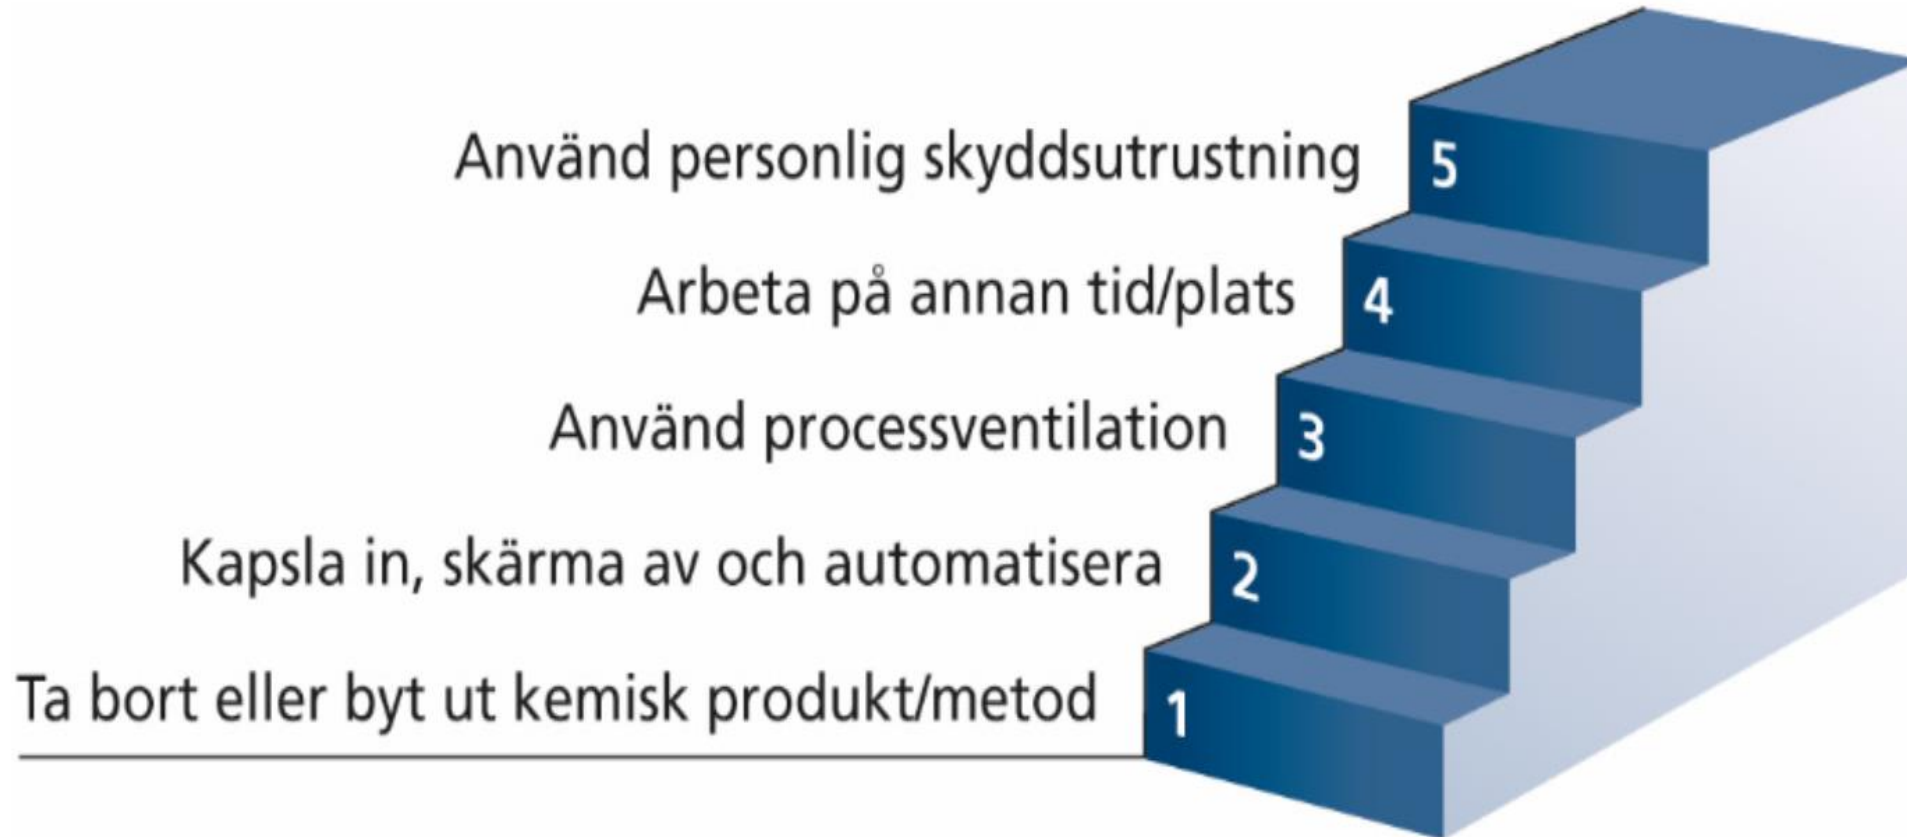 Använd personlig skyddsutrustning 5
Arbeta på annan tid/plats 4
Använd processventilation 3
Kapsla in, skärma av och automatisera 2
Ta bort eller byt ut kemisk produkt/metod 1